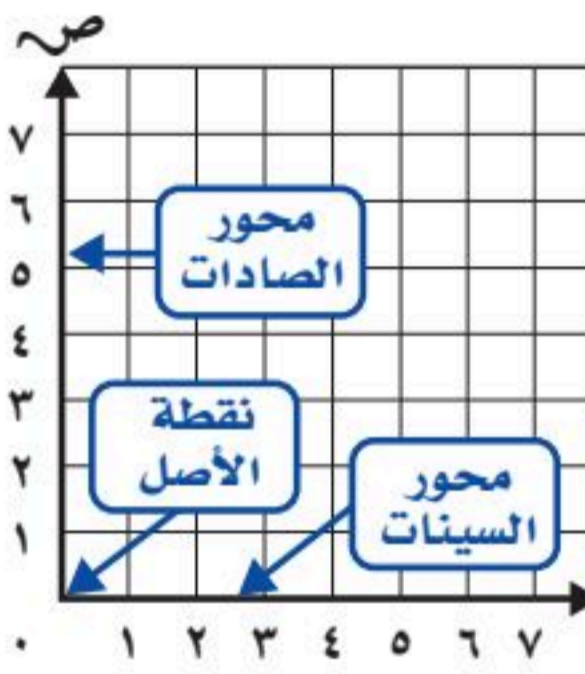 ص
٧
٦
محور
الصادات
٥
٤
٣
نقطة
الأصل
٢
محور
السينات
١
٠ ١ ٢ ٣ ٤ ٥ ٦ ٧